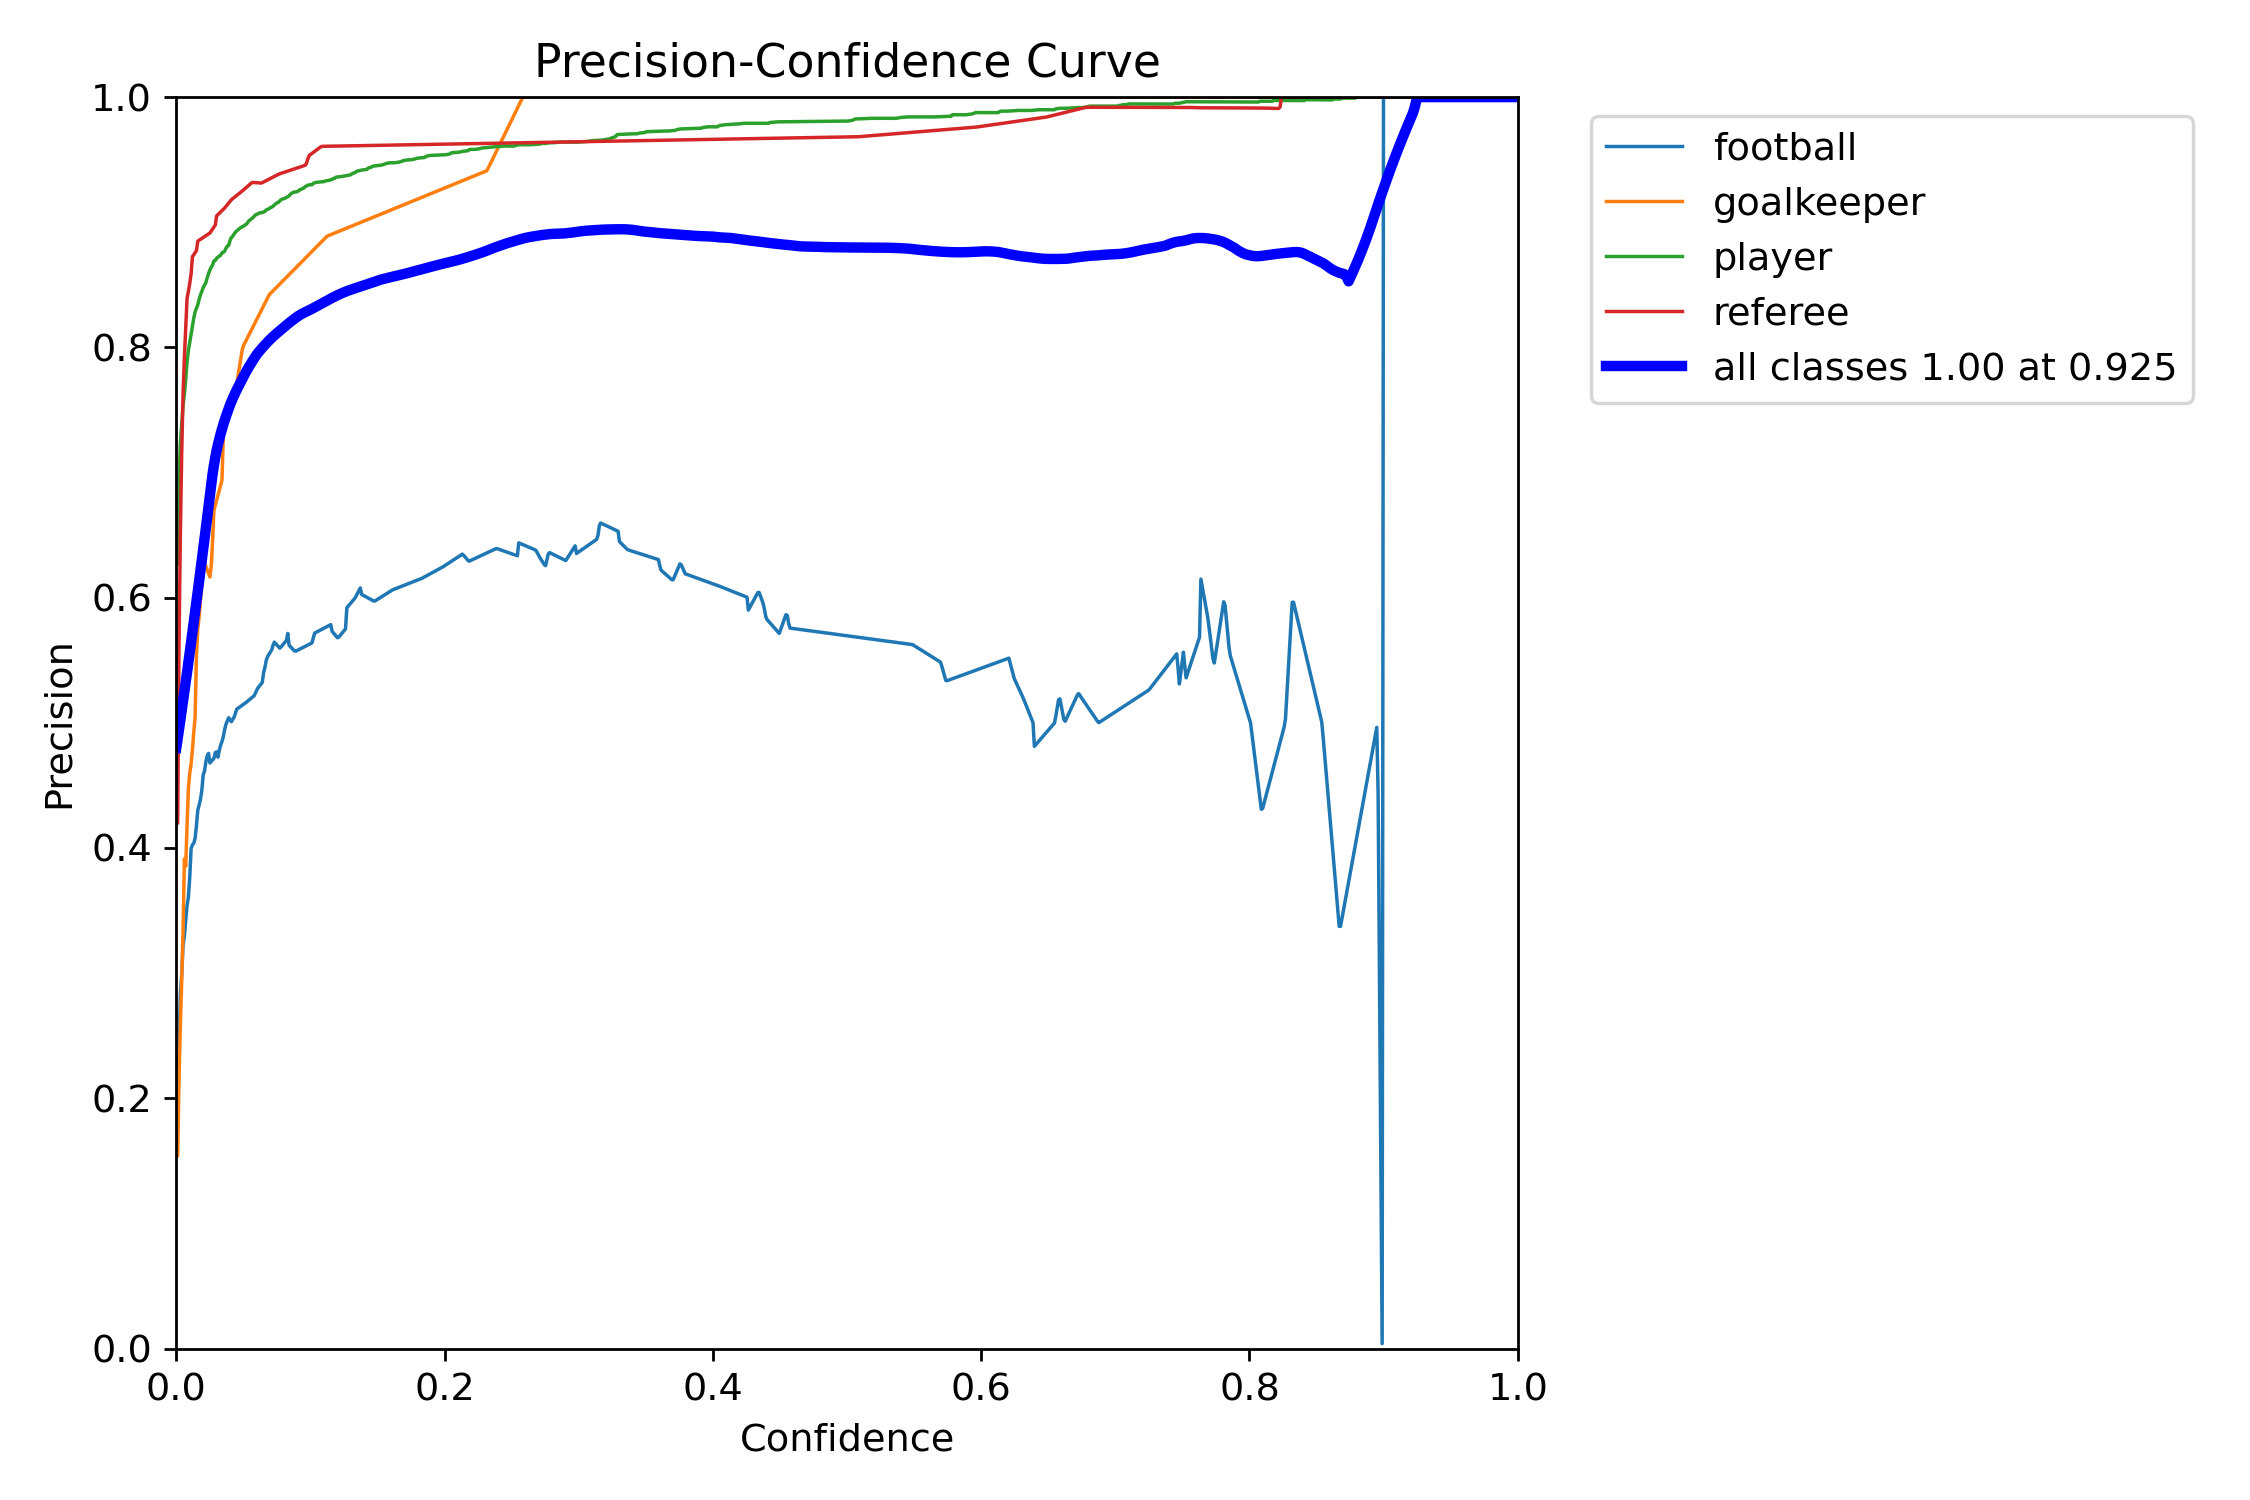 Precision-Confidence Curve
1.0
0.8
0.6
0.4
0.2
0.0
Precision
0.0 0.2 0.4 0.6 0.8 1.0
Confidence
football
goalkeeper
player
referee
all classes 1.00 at 0.925